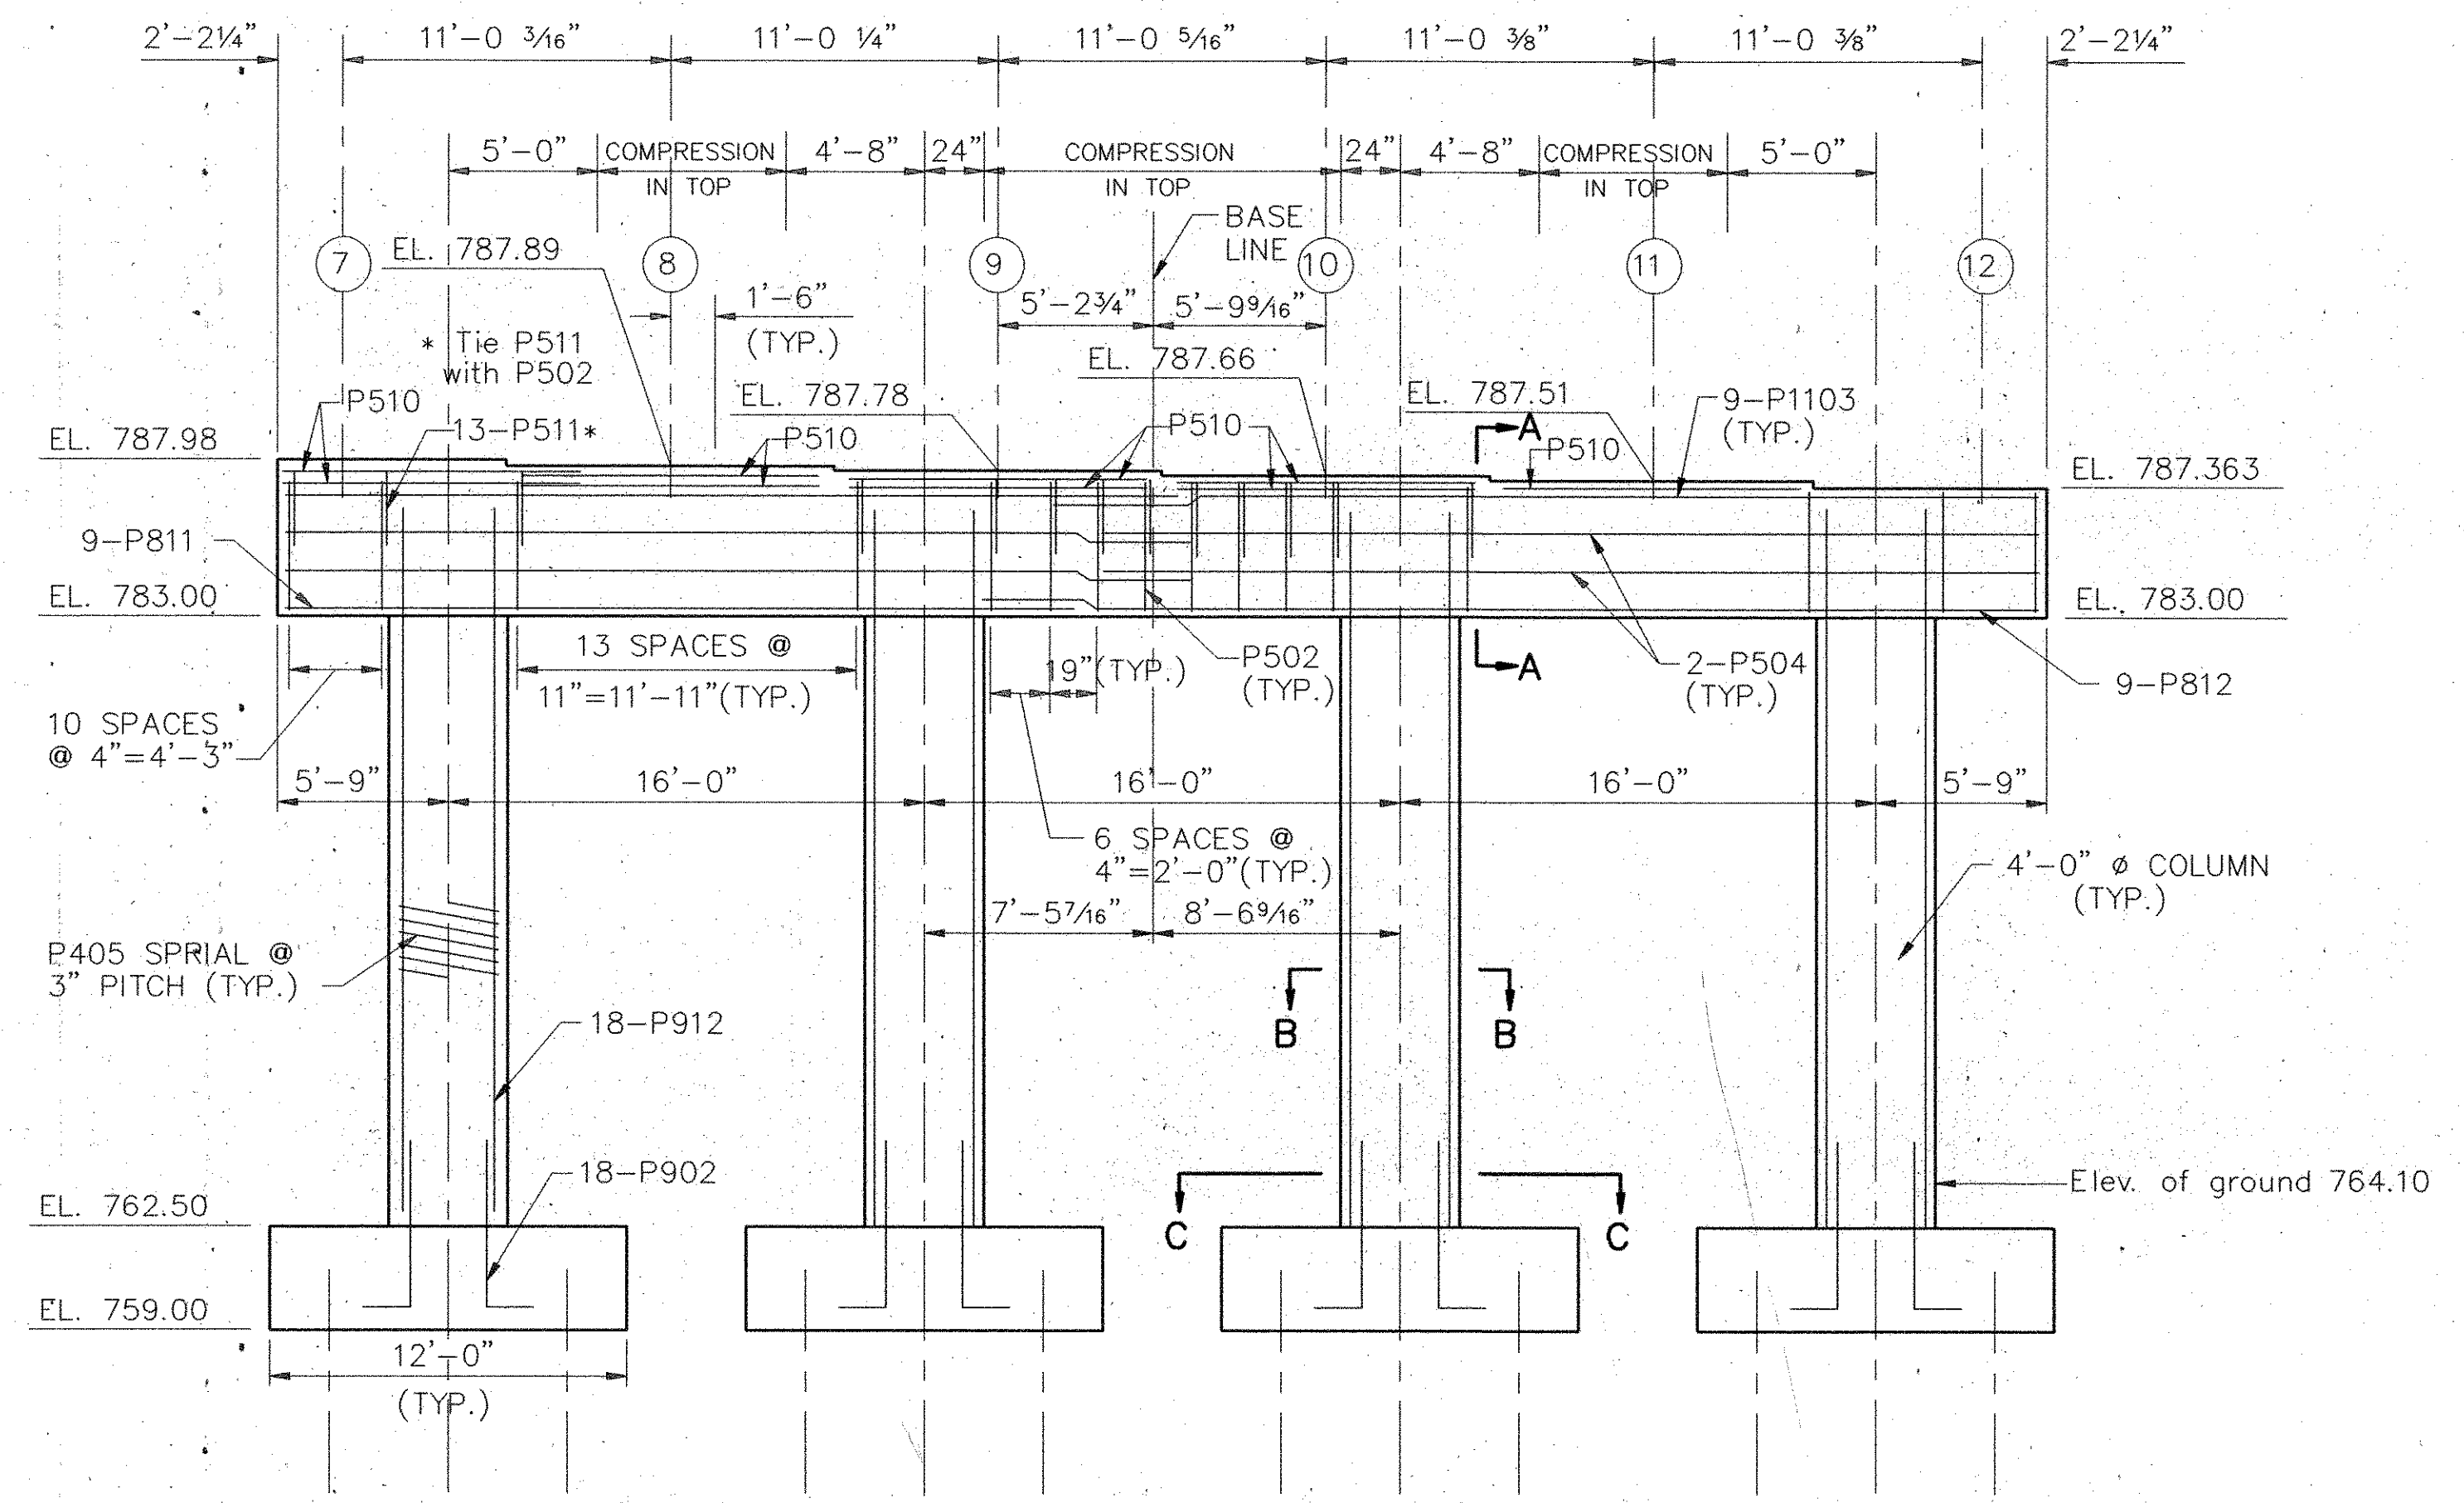 2'-2¼" 11'-0 3/16" 11'-0 ¼" 11'-0 5/16" 11'-0 ⅜" 11'-0 ⅜" 2'-2¼"
5'-0" COMPRESSION 4'-8" 24" COMPRESSION 24" 4'-8" COMPRESSION 5'-0"
IN TOP IN TOP IN TOP
BASE
LINE
7 EL. 787.89 8 9 10 11 12
1'-6"
(TYP.)
5'-2¾" 5'-9 9/16"
* Tie P511
with P502
EL. 787.66
P510 EL. 787.78 EL. 787.51 9-P1103
(TYP.)
EL. 787.98 13-P511* P510 P510 A P510 EL. 787.363
9-P811
EL. 783.00 EL. 783.00
13 SPACES @
11"=11'-11"(TYP.)
19"(TYP.) P502
(TYP.)
A 2-P504
(TYP.)
9-P812
10 SPACES
@ 4"=4'-3"
5'-9" 16'-0" 16'-0" 16'-0" 5'-9"
6 SPACES @
4"=2'-0"(TYP.)
4'-0" ø COLUMN
(TYP.)
7'-5 7/16" 8'-6 9/16"
P405 SPRIAL @
3" PITCH (TYP.)
18-P912 B B
18-P902 Elev. of ground 764.10
EL. 762.50 C C
EL. 759.00
12'-0"
(TYP.)